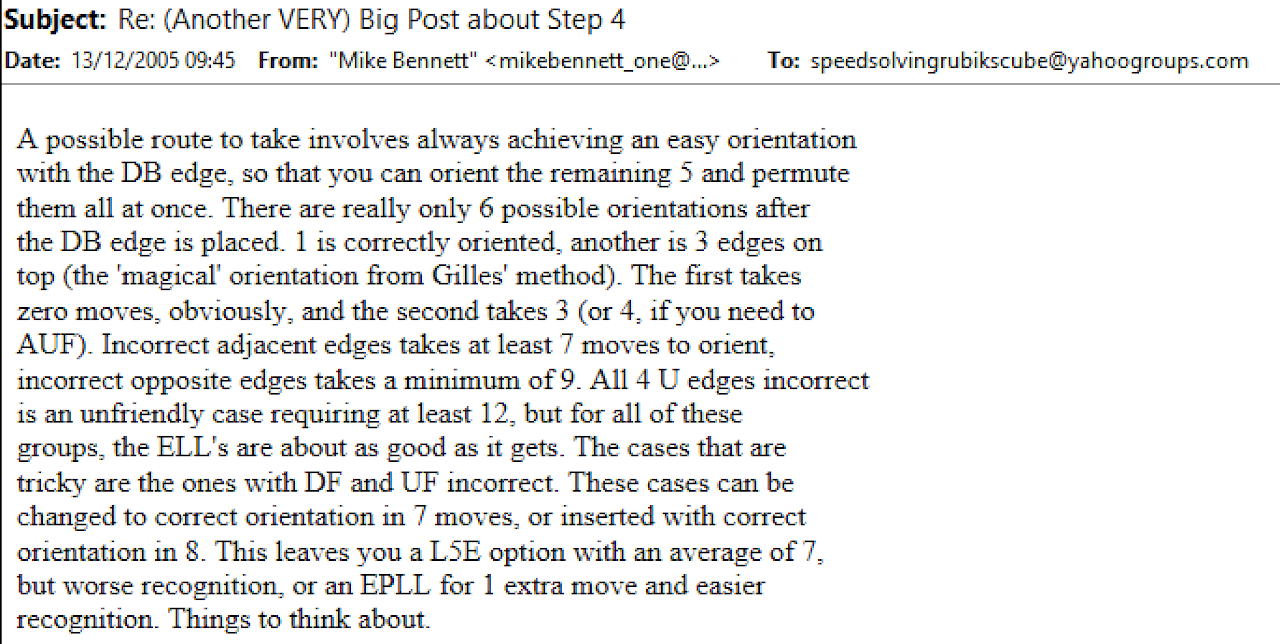 Subject: Re: (Another VERY) Big Post about Step 4
Date: 13/12/2005 09:45 From: "Mike Bennett" <mikebennett_one@...> To: speedsolvingrubikscube@yahoogroups.com
A possible route to take involves always achieving an easy orientation
with the DB edge, so that you can orient the remaining 5 and permute
them all at once. There are really only 6 possible orientations after
the DB edge is placed. 1 is correctly oriented, another is 3 edges on
top (the 'magical' orientation from Gilles' method). The first takes
zero moves, obviously, and the second takes 3 (or 4, if you need to
AUF). Incorrect adjacent edges takes at least 7 moves to orient,
incorrect opposite edges takes a minimum of 9. All 4 U edges incorrect
is an unfriendly case requiring at least 12, but for all of these
groups, the ELL's are about as good as it gets. The cases that are
tricky are the ones with DF and UF incorrect. These cases can be
changed to correct orientation in 7 moves, or inserted with correct
orientation in 8. This leaves you a L5E option with an average of 7,
but worse recognition, or an EPLL for 1 extra move and easier
recognition. Things to think about.